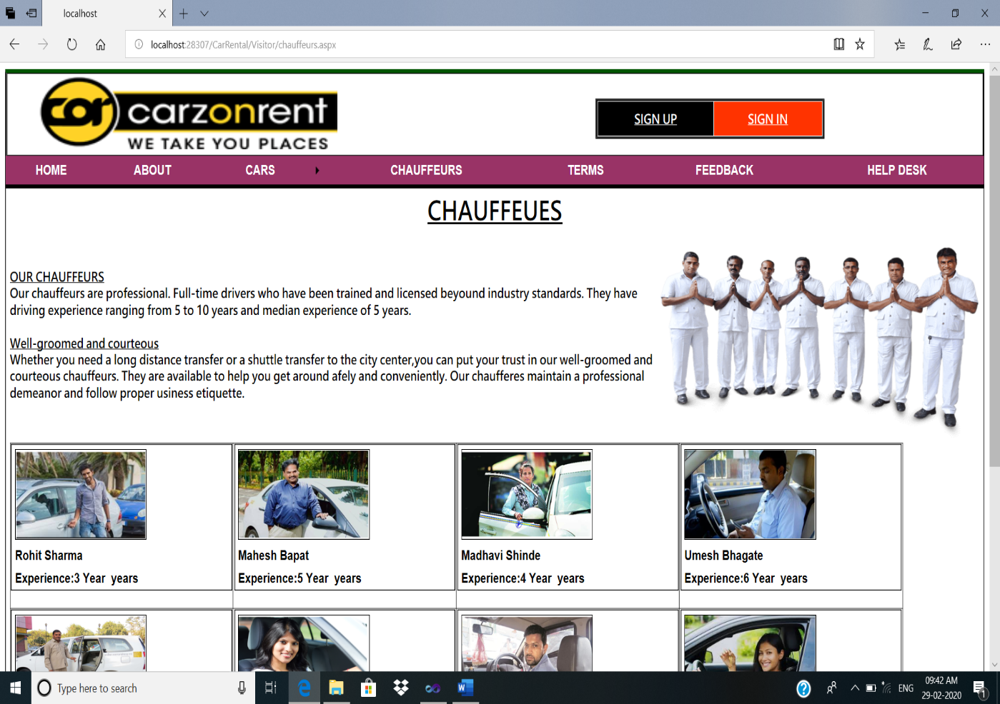 localhost
localhost:28307/CarRental/Visitor/chauffeurs.aspx
cor carzonrent
WE TAKE YOU PLACES
SIGN UP SIGN IN
HOME ABOUT CARS CHAUFFEURS TERMS FEEDBACK HELP DESK
CHAUFFEUES
OUR CHAUFFEURS
Our chauffeurs are professional. Full-time drivers who have been trained and licensed beyound industry standards. They have
driving experience ranging from 5 to 10 years and median experience of 5 years.
Well-groomed and courteous
Whether you need a long distance transfer or a shuttle transfer to the city center,you can put your trust in our well-groomed and
courteous chauffeurs. They are available to help you get around afely and conveniently. Our chauferes maintain a professional
demeanor and follow proper usiness etiquette.
Rohit Sharma Mahesh Bapat Madhavi Shinde Umesh Bhagate
Experience:3 Year years Experience:5 Year years Experience:4 Year years Experience:6 Year years
Type here to search
ENG
09:42 AM
29-02-2020
1